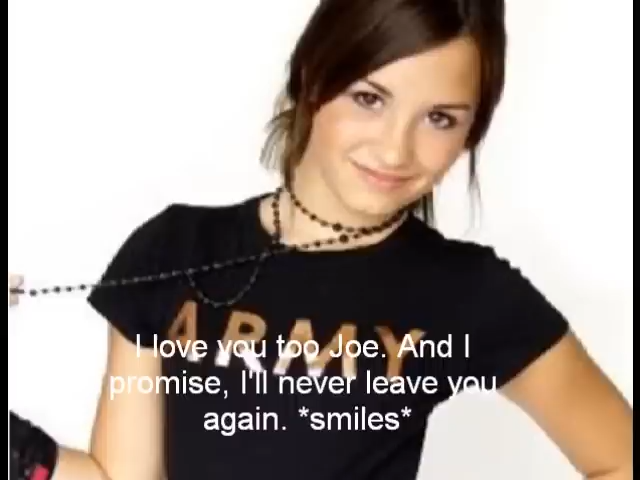 ARMY
I love you too Joe. And I
promise, I'll never leave you
again. *smiles*